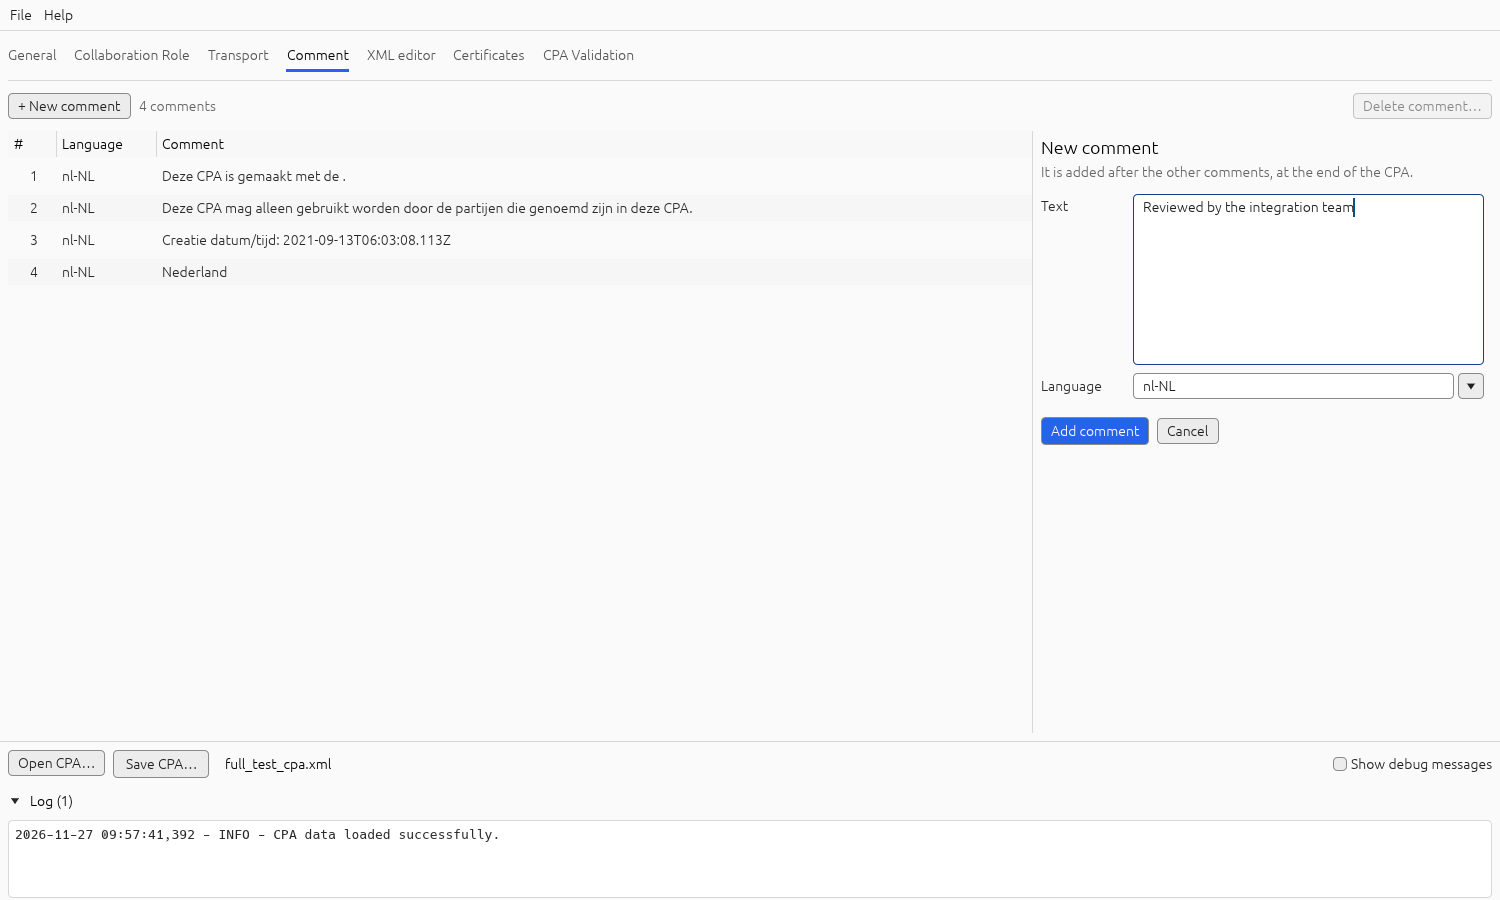 File Help
General Collaboration Role Transport Comment XML editor Certificates CPA Validation
+ New comment 4 comments Delete comment...
# Language Comment
1 nl-NL Deze CPA is gemaakt met de .
2 nl-NL Deze CPA mag alleen gebruikt worden door de partijen die genoemd zijn in deze CPA.
3 nl-NL Creatie datum/tijd: 2021-09-13T06:03:08.113Z
4 nl-NL Nederland
New comment
It is added after the other comments, at the end of the CPA.
Text Reviewed by the integration team
Language nl-NL
Add comment Cancel
Open CPA... Save CPA... full_test_cpa.xml Show debug messages
Log (1)
2026-11-27 09:57:41,392 - INFO - CPA data loaded successfully.